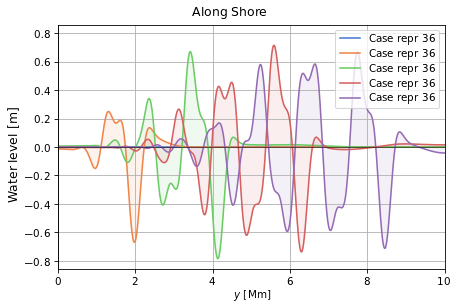 Along Shore
Case repr 36
Case repr 36
Case repr 36
Case repr 36
Case repr 36
Water level [m]
0.8
0.6
0.4
0.2
0.0
−0.2
−0.4
−0.6
−0.8
0 2 4 6 8 10
y [Mm]